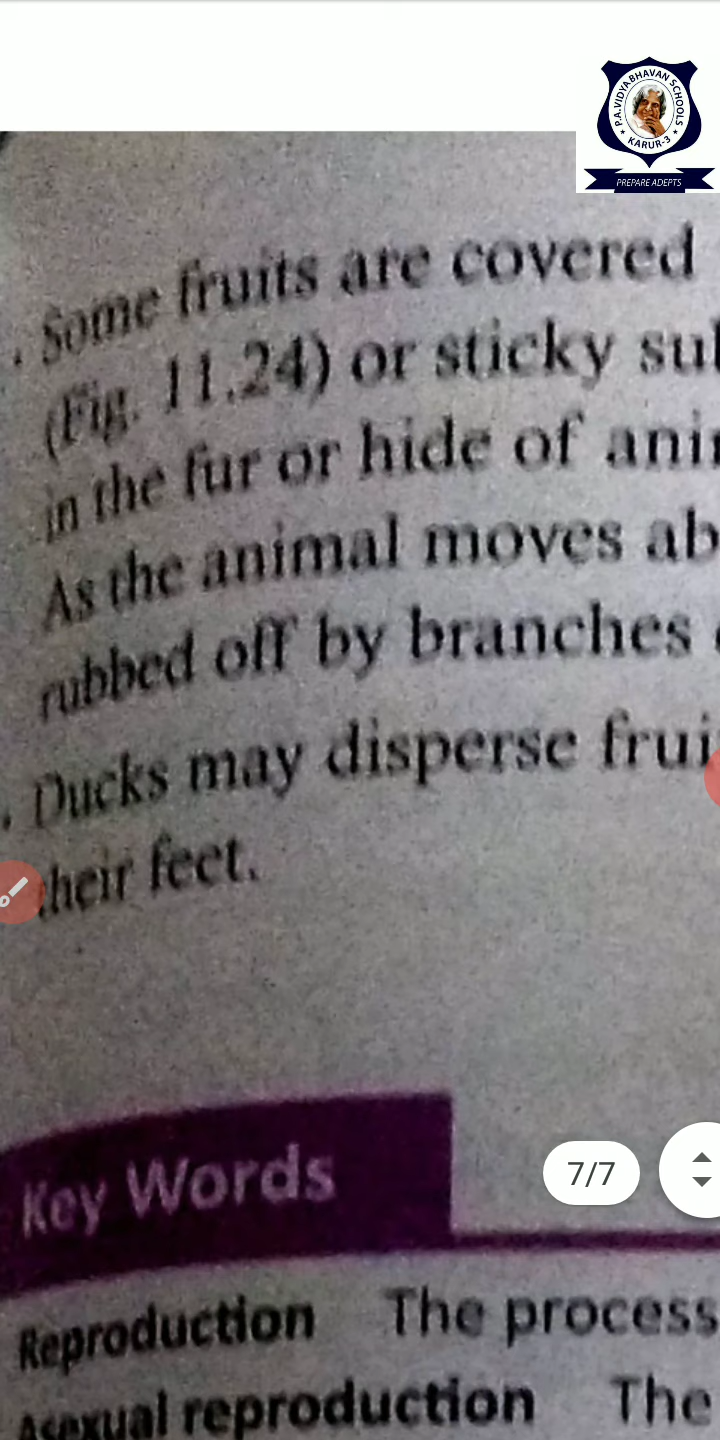 P.A.VIDYABHAVAN SCHOOLS
KARUR-3
PREPARE ADEPTS
. Some fruits are covered
(Fig. 11.24) or sticky
in the fur or hide of
As the animal moves
rubbed off by branches
. Ducks may disperse
their feet.
Key Words
7/7
Reproduction The process
Asexual reproduction The